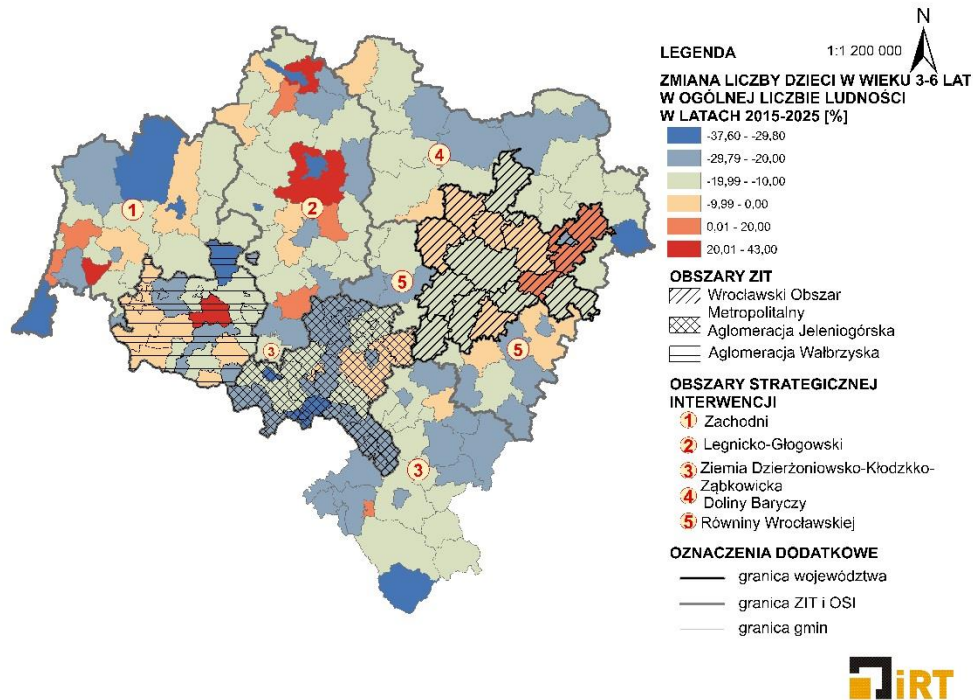 N
LEGENDA
1:1 200 000
ZMIANA LICZBY DZIECI W WIEKU 3-6 LAT
W OGÓLNEJ LICZBIE LUDNOŚCI
W LATACH 2015-2025 [%]
-37,60 - -29,80
-29,79 - -20,00
-19,99 - -10,00
-9,99 - 0,00
0,01 - 20,00
20,01 - 43,00
OBSZARY ZIT
Wrocławski Obszar
Metropolitalny
Aglomeracja Jeleniogórska
Aglomeracja Wałbrzyska
OBSZARY STRATEGICZNEJ
INTERWENCJI
1 Zachodni
2 Legnicko-Głogowski
3 Ziemia Dzierżoniowsko-Kłodzkko-
Ząbkowicka
4 Doliny Baryczy
5 Równiny Wrocławskiej
OZNACZENIA DODATKOWE
granica województwa
granica ZIT i OSI
granica gmin
4
1
2
5
3
5
3
iRT